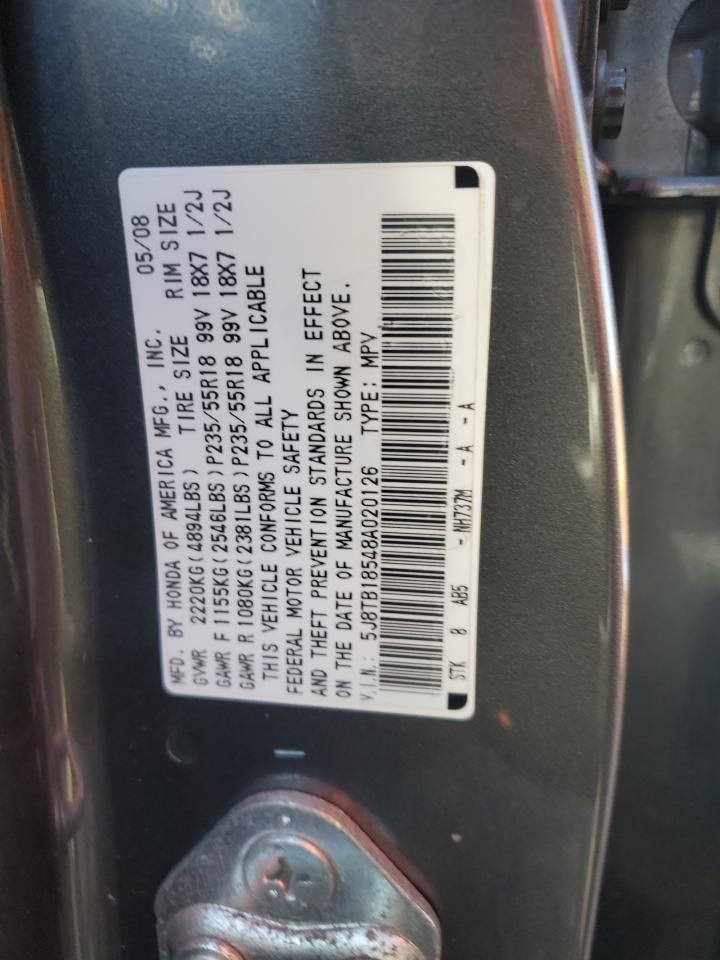 MFD. BY HONDA OF AMERICA MFG., INC. 05/08
GVWR 2220KG(4894LBS) TIRE SIZE RIM SIZE
GAWR F 1155KG(2546LBS)P235/55R18 99V 18X7 1/2J
GAWR R 1080KG(2381LBS)P235/55R18 99V 18X7 1/2J
THIS VEHICLE CONFORMS TO ALL APPLICABLE
FEDERAL MOTOR VEHICLE SAFETY
AND THEFT PREVENTION STANDARDS IN EFFECT
ON THE DATE OF MANUFACTURE SHOWN ABOVE.
V.I.N.: 5J8TB18548A020126 TYPE: MPV
STK 8 AB5 - NH737M - A - A